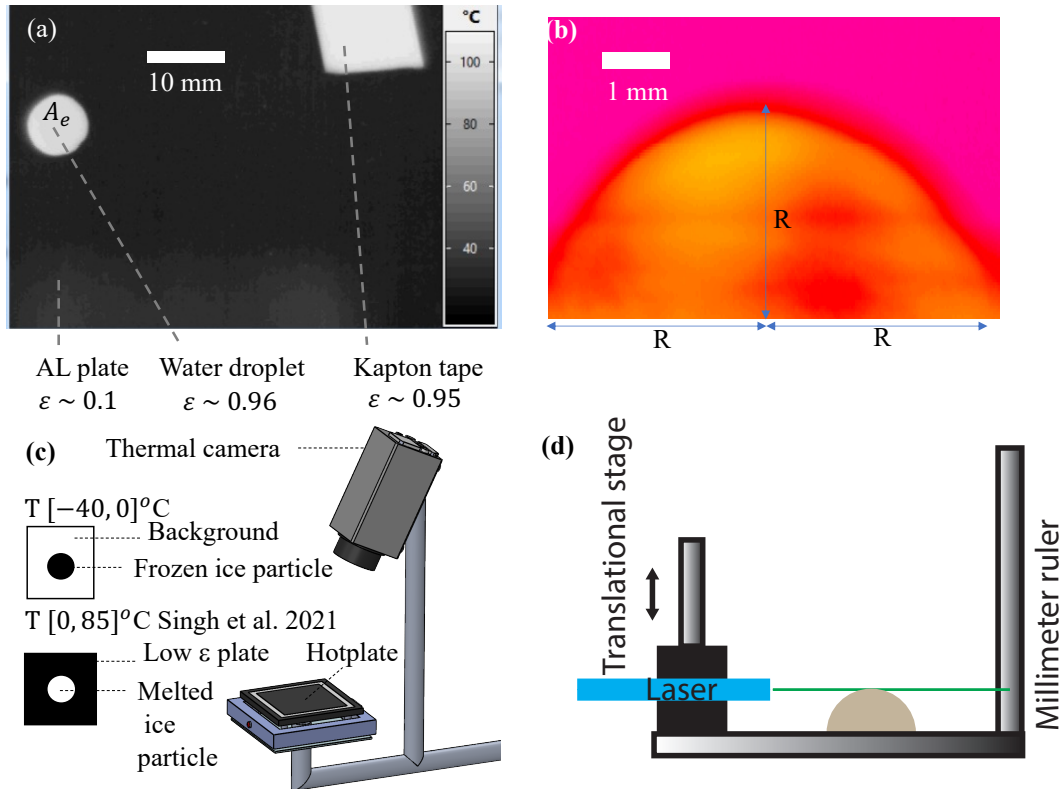 (a)
°C
10 mm
100
80
60
40
A_e
AL plate
ε ~ 0.1
Water droplet
ε ~ 0.96
Kapton tape
ε ~ 0.95
(b)
1 mm
R
R
R
(c)
Thermal camera
T [−40, 0]°C
Background
Frozen ice particle
T [0, 85]°C Singh et al. 2021
Low ε plate
Hotplate
Melted
ice
particle
(d)
Translational stage
Laser
Millimeter ruler